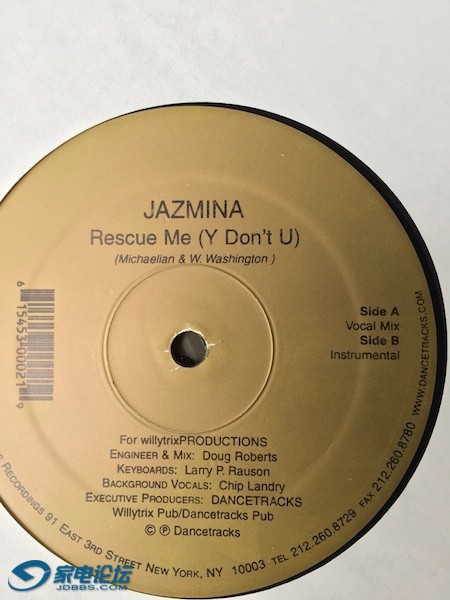 JAZMINA
Rescue Me (Y Don't U)
(Michaelian & W. Washington )
6 15453-00021 9
Side A
Vocal Mix
Side B
Instrumental
For willytrixPRODUCTIONS
ENGINEER & MIX: Doug Roberts
KEYBOARDS: Larry P. Rauson
BACKGROUND VOCALS: Chip Landry
EXECUTIVE PRODUCERS: DANCETRACKS
Willytrix Pub/Dancetracks Pub
© ℗ Dancetracks
RECORDINGS 91 EAST 3RD STREET NEW YORK, NY 10003 TEL 212.260.8729 FAX 212.260.8780 WWW.DANCETRACKS.COM
家电论坛
JDBBS.COM